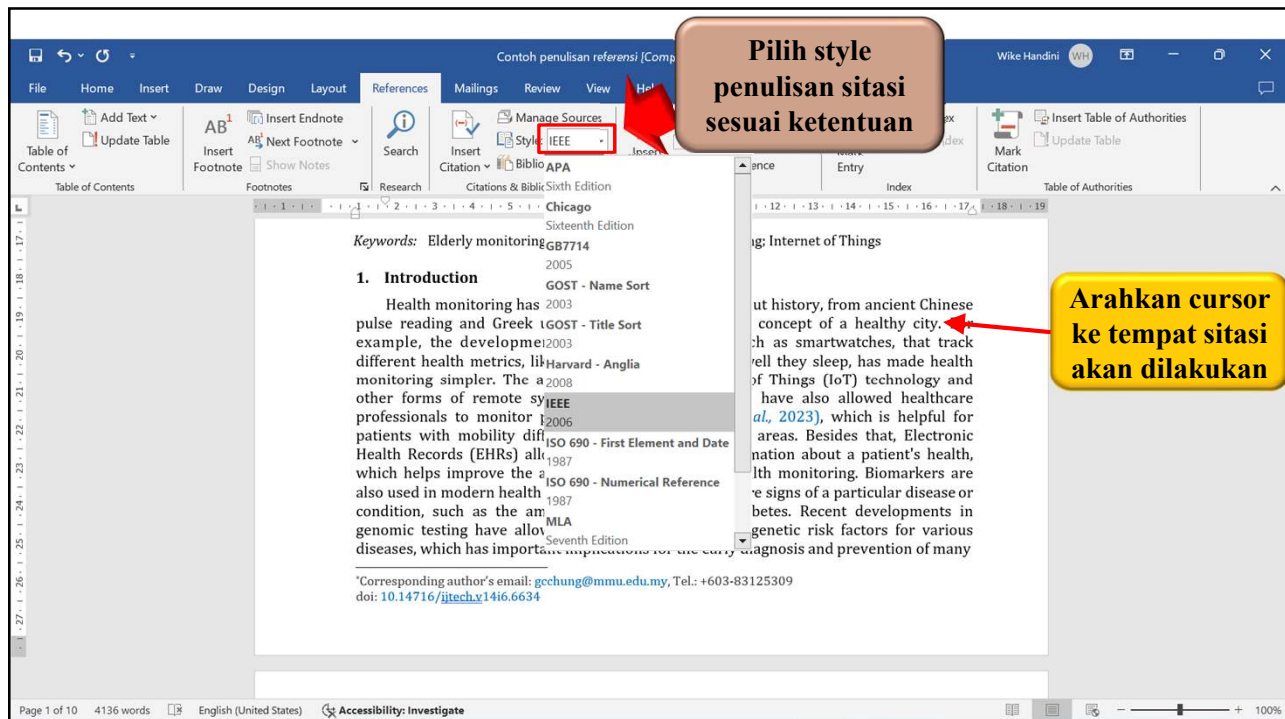 Contoh penulisan referensi [Comp
Wike Handini WH
Pilih style
penulisan sitasi
sesuai ketentuan
File Home Insert Draw Design Layout References Mailings Review View Help
Table of
Contents
Add Text
Update Table
Table of Contents
AB1
Insert
Footnote
Insert Endnote
Next Footnote
Show Notes
Footnotes
Search
Research
Insert
Citation
Manage Sources
Style: IEEE
Biblio
Citations & Biblio
Insert
ence
Entry
Index
Mark
Citation
Insert Table of Authorities
Update Table
Table of Authorities
APA
Sixth Edition
Chicago
Sixteenth Edition
GB7714
2005
GOST - Name Sort
2003
GOST - Title Sort
2003
Harvard - Anglia
2008
IEEE
2006
ISO 690 - First Element and Date
1987
ISO 690 - Numerical Reference
1987
MLA
Seventh Edition
Keywords: Elderly monitoring ng; Internet of Things
1. Introduction
Health monitoring has ut history, from ancient Chinese
pulse reading and Greek concept of a healthy city.
example, the developmen ch as smartwatches, that track
different health metrics, lik well they sleep, has made health
monitoring simpler. The a of Things (IoT) technology and
other forms of remote sy have also allowed healthcare
professionals to monitor al., 2023), which is helpful for
patients with mobility diff areas. Besides that, Electronic
Health Records (EHRs) allo mation about a patient's health,
which helps improve the a lth monitoring. Biomarkers are
also used in modern health re signs of a particular disease or
condition, such as the am betes. Recent developments in
genomic testing have allow genetic risk factors for various
diseases, which has important implications for the early diagnosis and prevention of many
*Corresponding author's email: gcchung@mmu.edu.my, Tel.: +603-83125309
doi: 10.14716/ijtech.v14i6.6634
Arahkan cursor
ke tempat sitasi
akan dilakukan
Page 1 of 10 4136 words English (United States) Accessibility: Investigate 100%